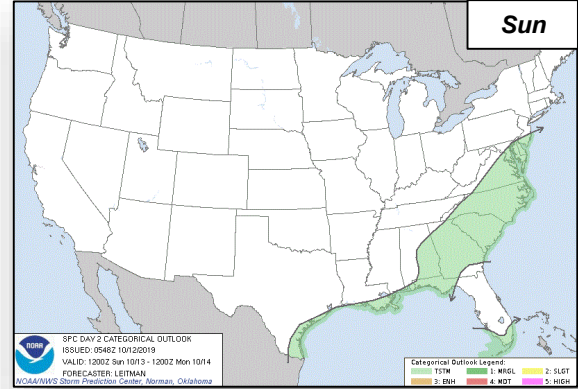 Sun
SPC DAY 2 CATEGORICAL OUTLOOK
ISSUED: 0548Z 10/12/2019
VALID: 1200Z Sun 10/13 - 1200Z Mon 10/14
FORECASTER: LEITMAN
NOAA/NWS Storm Prediction Center, Norman, Oklahoma
NOAA
Categorical Outlook Legend:
TSTM 1: MRGL 2: SLGT
3: ENH 4: MDT 5: HIGH